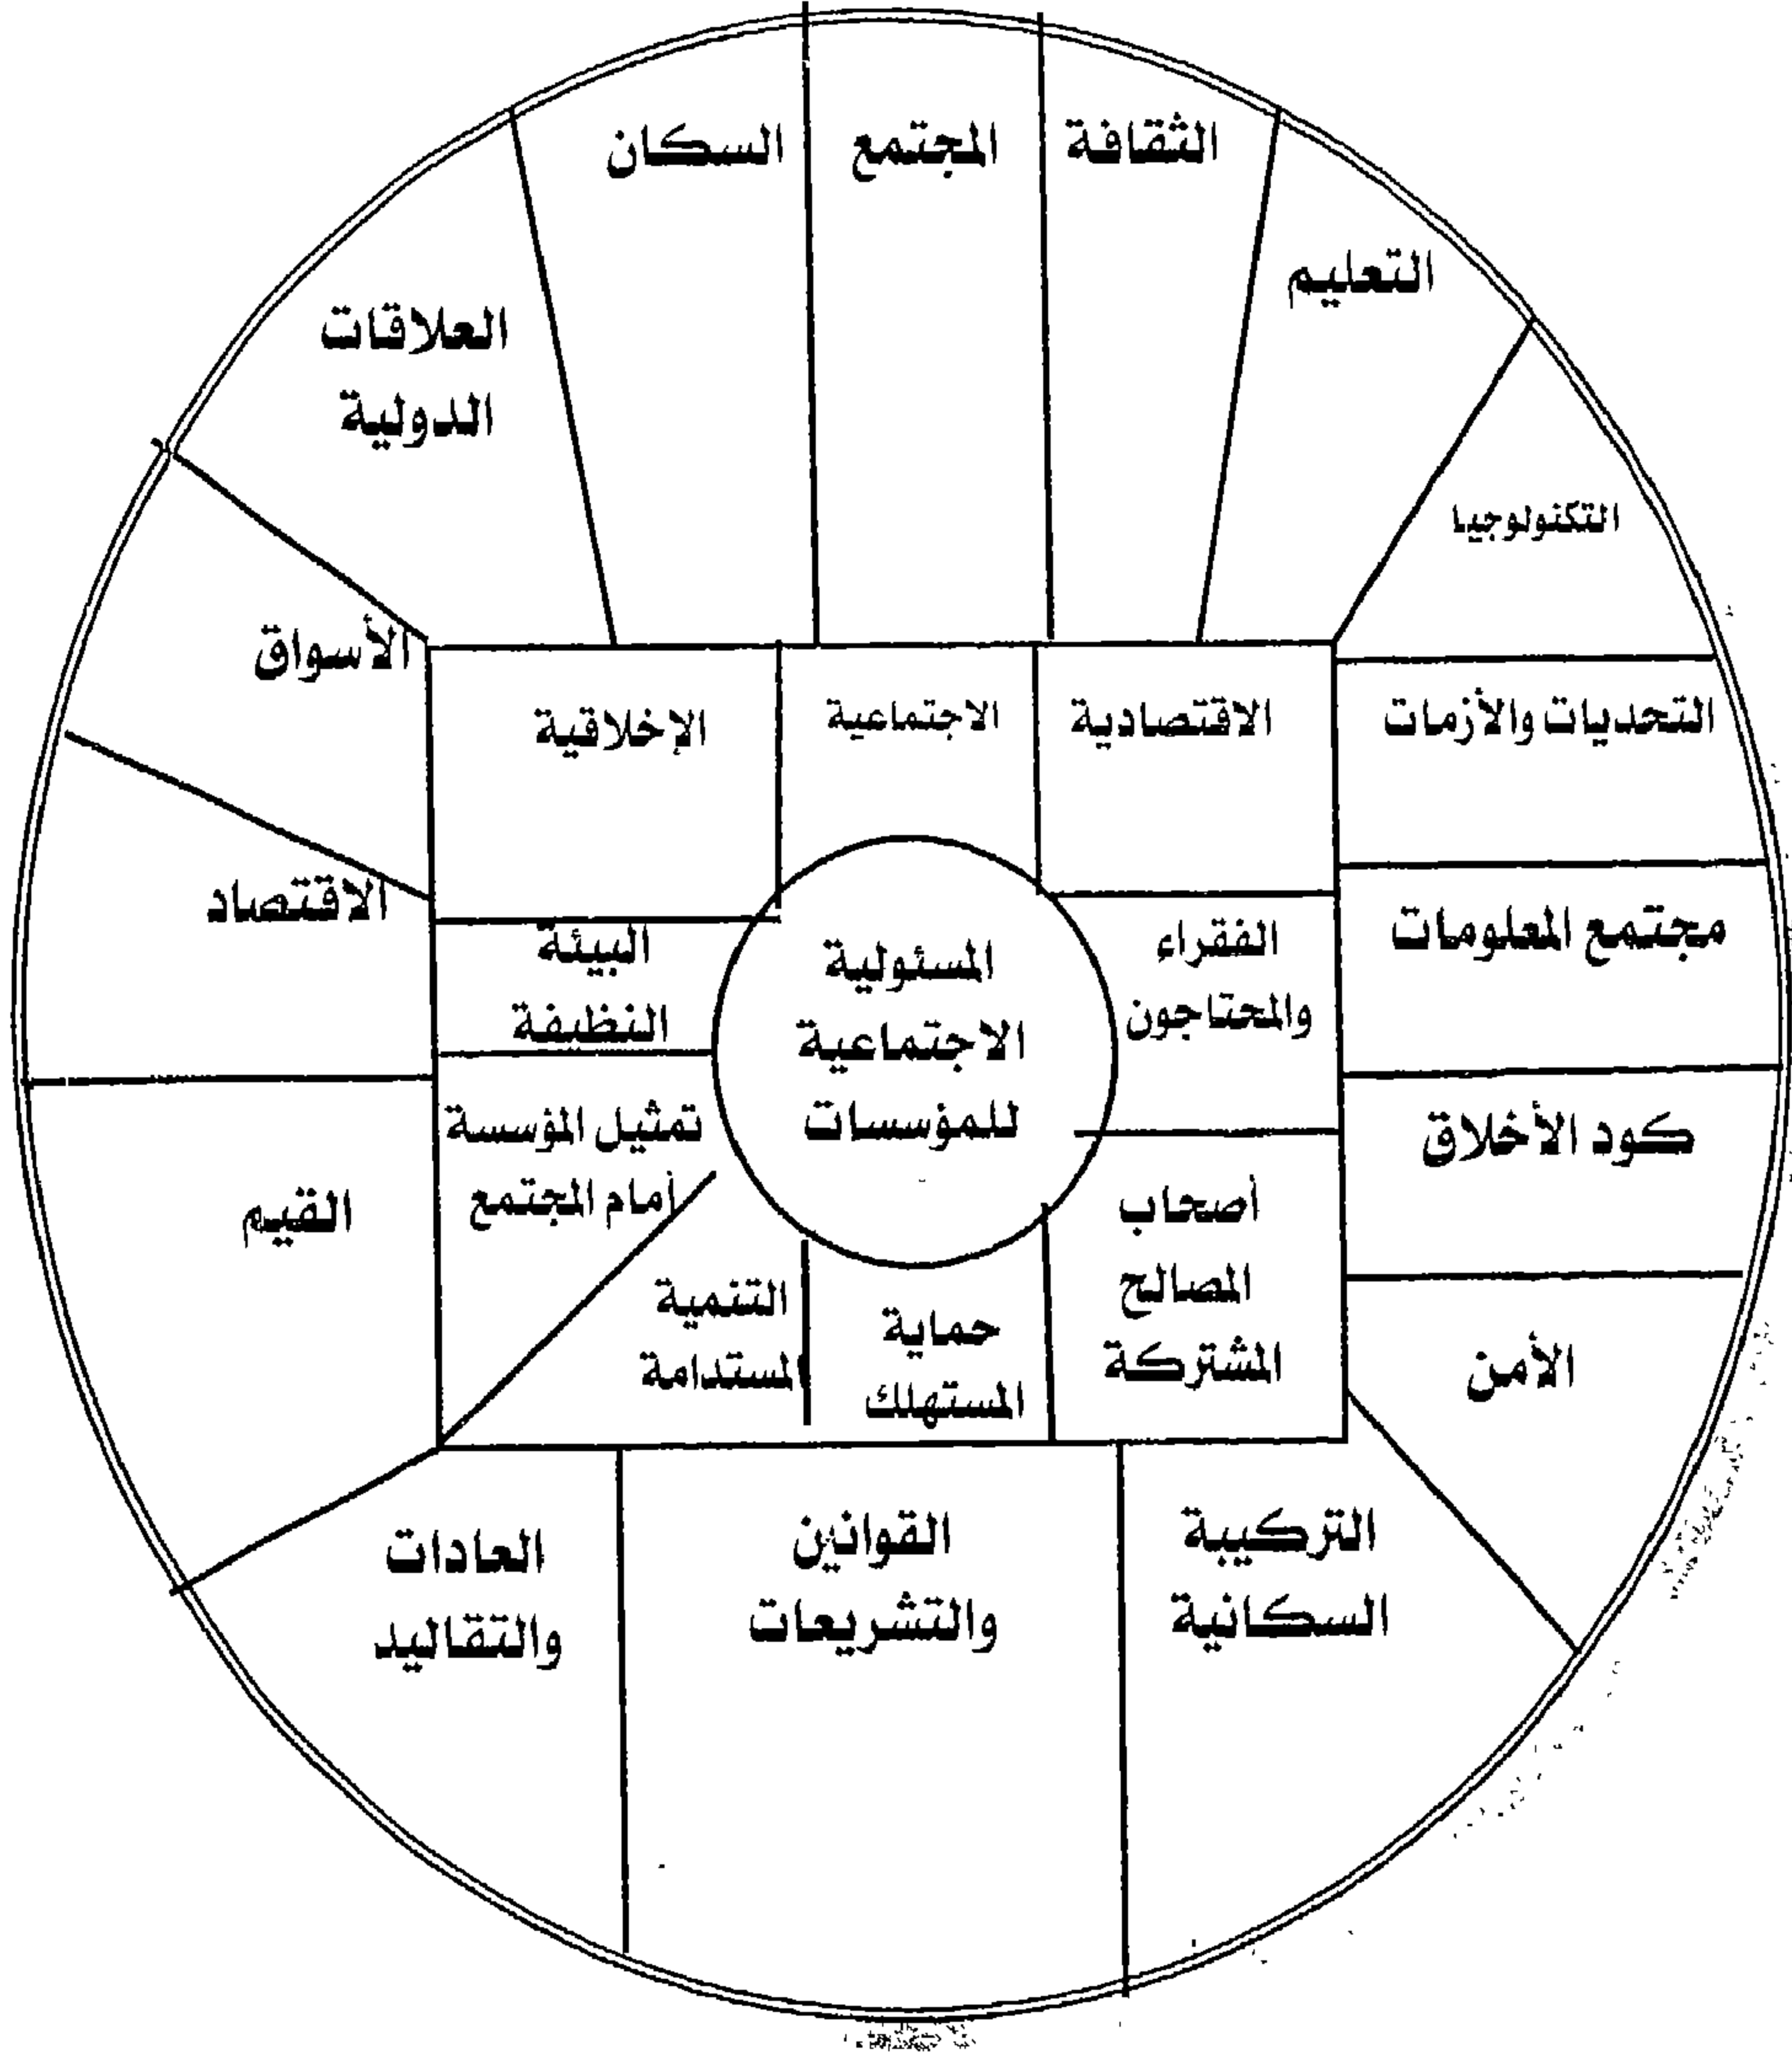 الثقافة
المجتمع
السكان
التعليم
العلاقات
الدولية
التكنولوجيا
الأسواق
التحديات والأزمات
الاقتصادية
الاجتماعية
الإخلاقية
الاقتصاد
مجتمع المعلومات
الفقراء
والمحتاجون
المسئولية
الاجتماعية
للمؤسسات
البيئة
النظيفة
كود الأخلاق
تمثيل المؤسسة
أمام المجتمع
القيم
أصحاب
المصالح
المشتركة
حماية
المستهلك
التنمية
المستدامة
الأمن
التركيبة
السكانية
القوانين
والتشريعات
العادات
والتقاليد